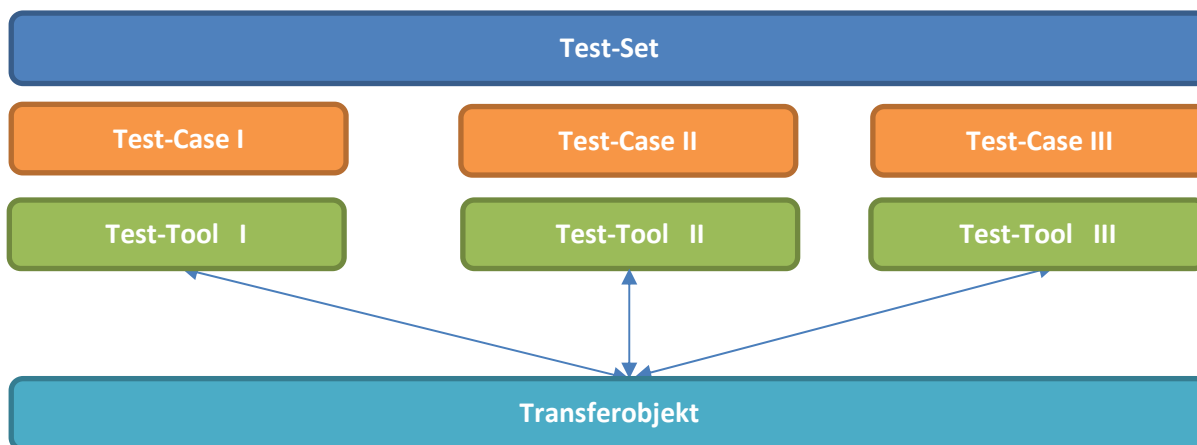 Test-Set
Test-Case I
Test-Case II
Test-Case III
Test-Tool I
Test-Tool II
Test-Tool III
Transferobjekt